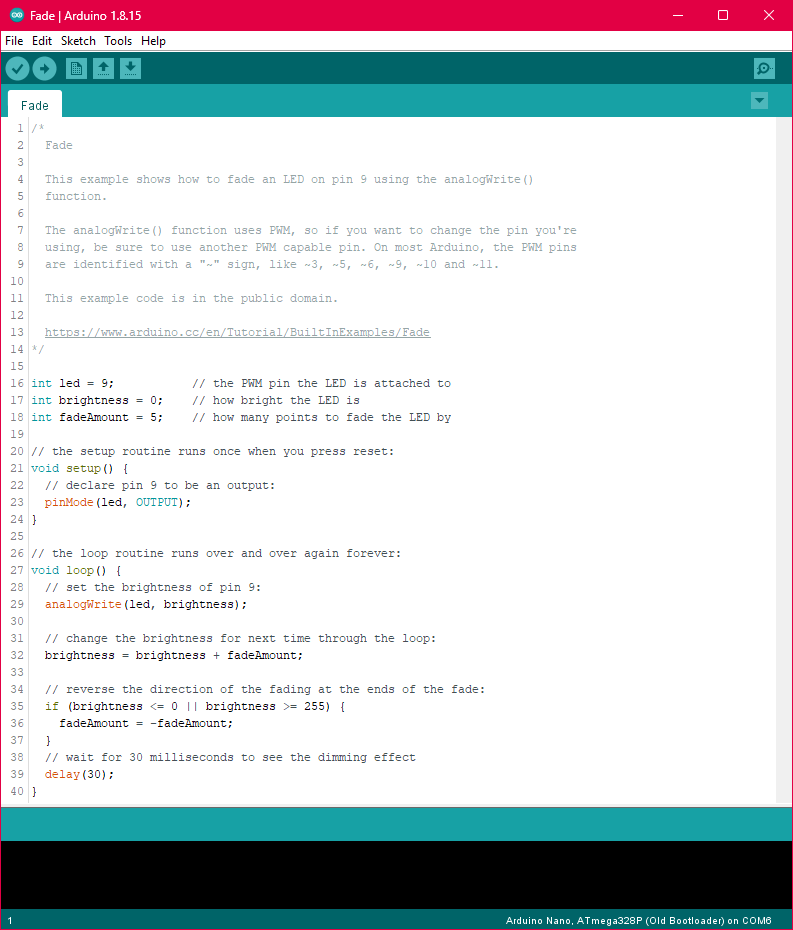 Fade | Arduino 1.8.15
File Edit Sketch Tools Help
Fade
1 /*
2   Fade
3
4   This example shows how to fade an LED on pin 9 using the analogWrite()
5   function.
6
7   The analogWrite() function uses PWM, so if you want to change the pin you're
8   using, be sure to use another PWM capable pin. On most Arduino, the PWM pins
9   are identified with a "~" sign, like ~3, ~5, ~6, ~9, ~10 and ~11.
10
11   This example code is in the public domain.
12
13   https://www.arduino.cc/en/Tutorial/BuiltInExamples/Fade
14 */
15
16 int led = 9;           // the PWM pin the LED is attached to
17 int brightness = 0;    // how bright the LED is
18 int fadeAmount = 5;    // how many points to fade the LED by
19
20 // the setup routine runs once when you press reset:
21 void setup() {
22   // declare pin 9 to be an output:
23   pinMode(led, OUTPUT);
24 }
25
26 // the loop routine runs over and over again forever:
27 void loop() {
28   // set the brightness of pin 9:
29   analogWrite(led, brightness);
30
31   // change the brightness for next time through the loop:
32   brightness = brightness + fadeAmount;
33
34   // reverse the direction of the fading at the ends of the fade:
35   if (brightness <= 0 || brightness >= 255) {
36     fadeAmount = -fadeAmount;
37   }
38   // wait for 30 milliseconds to see the dimming effect
39   delay(30);
40 }
1
Arduino Nano, ATmega328P (Old Bootloader) on COM6